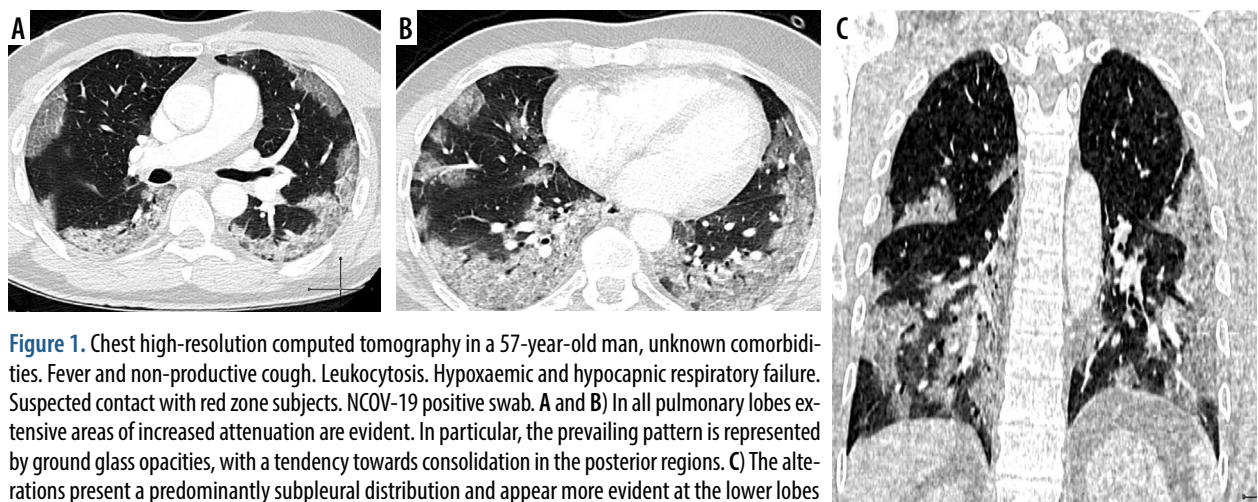 A
B
C
Figure 1. Chest high-resolution computed tomography in a 57-year-old man, unknown comorbidi-
ties. Fever and non-productive cough. Leukocytosis. Hypoxaemic and hypocapnic respiratory failure.
Suspected contact with red zone subjects. NCOV-19 positive swab. A and B) In all pulmonary lobes ex-
tensive areas of increased attenuation are evident. In particular, the prevailing pattern is represented
by ground glass opacities, with a tendency towards consolidation in the posterior regions. C) The alte-
rations present a predominantly subpleural distribution and appear more evident at the lower lobes